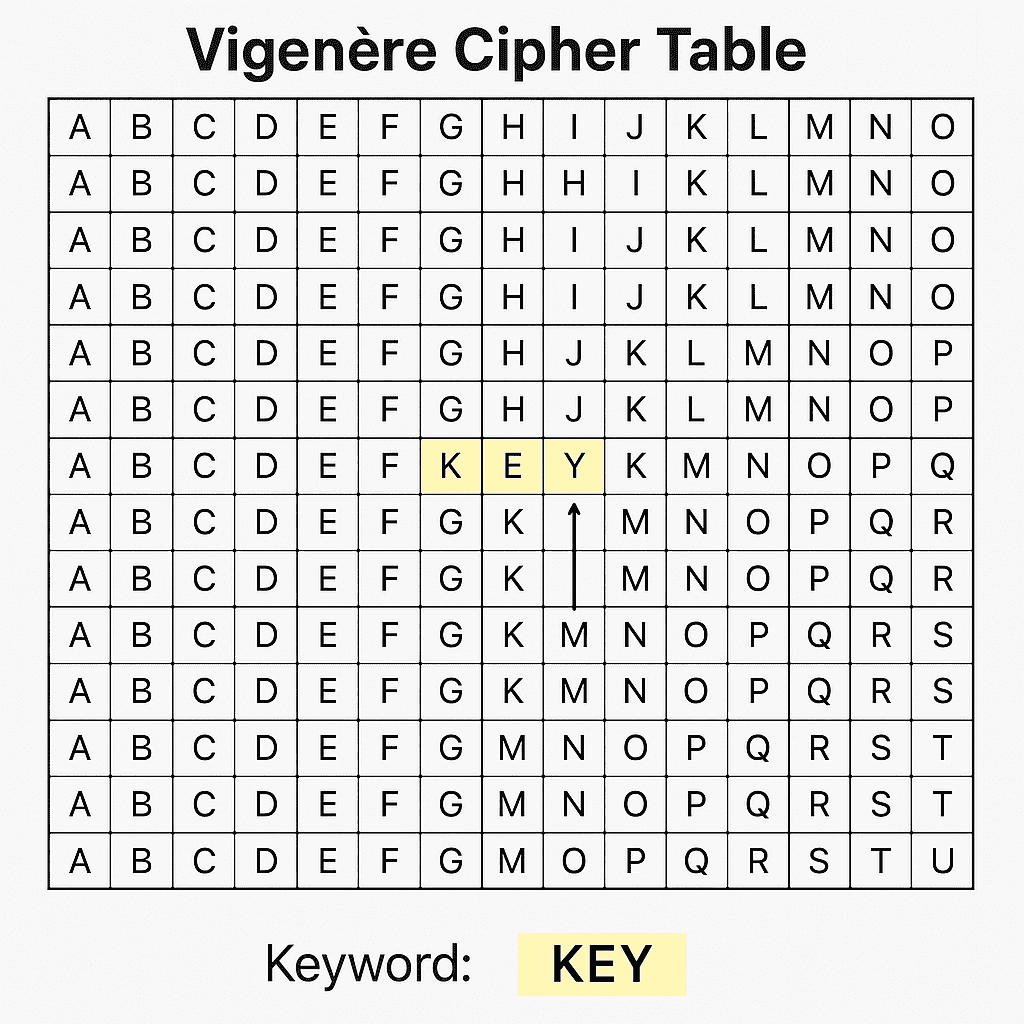 Vigenère Cipher Table
A B C D E F G H I J K L M N O
A B C D E F G H H I K L M N O
A B C D E F G H I J K L M N O
A B C D E F G H I J K L M N O
A B C D E F G H J K L M N O P
A B C D E F G H J K L M N O P
A B C D E F K E Y K M N O P Q
A B C D E F G K M N O P Q R
A B C D E F G K M N O P Q R
A B C D E F G K M N O P Q R S
A B C D E F G K M N O P Q R S
A B C D E F G M N O P Q R S T
A B C D E F G M N O P Q R S T
A B C D E F G M O P Q R S T U
Keyword: KEY